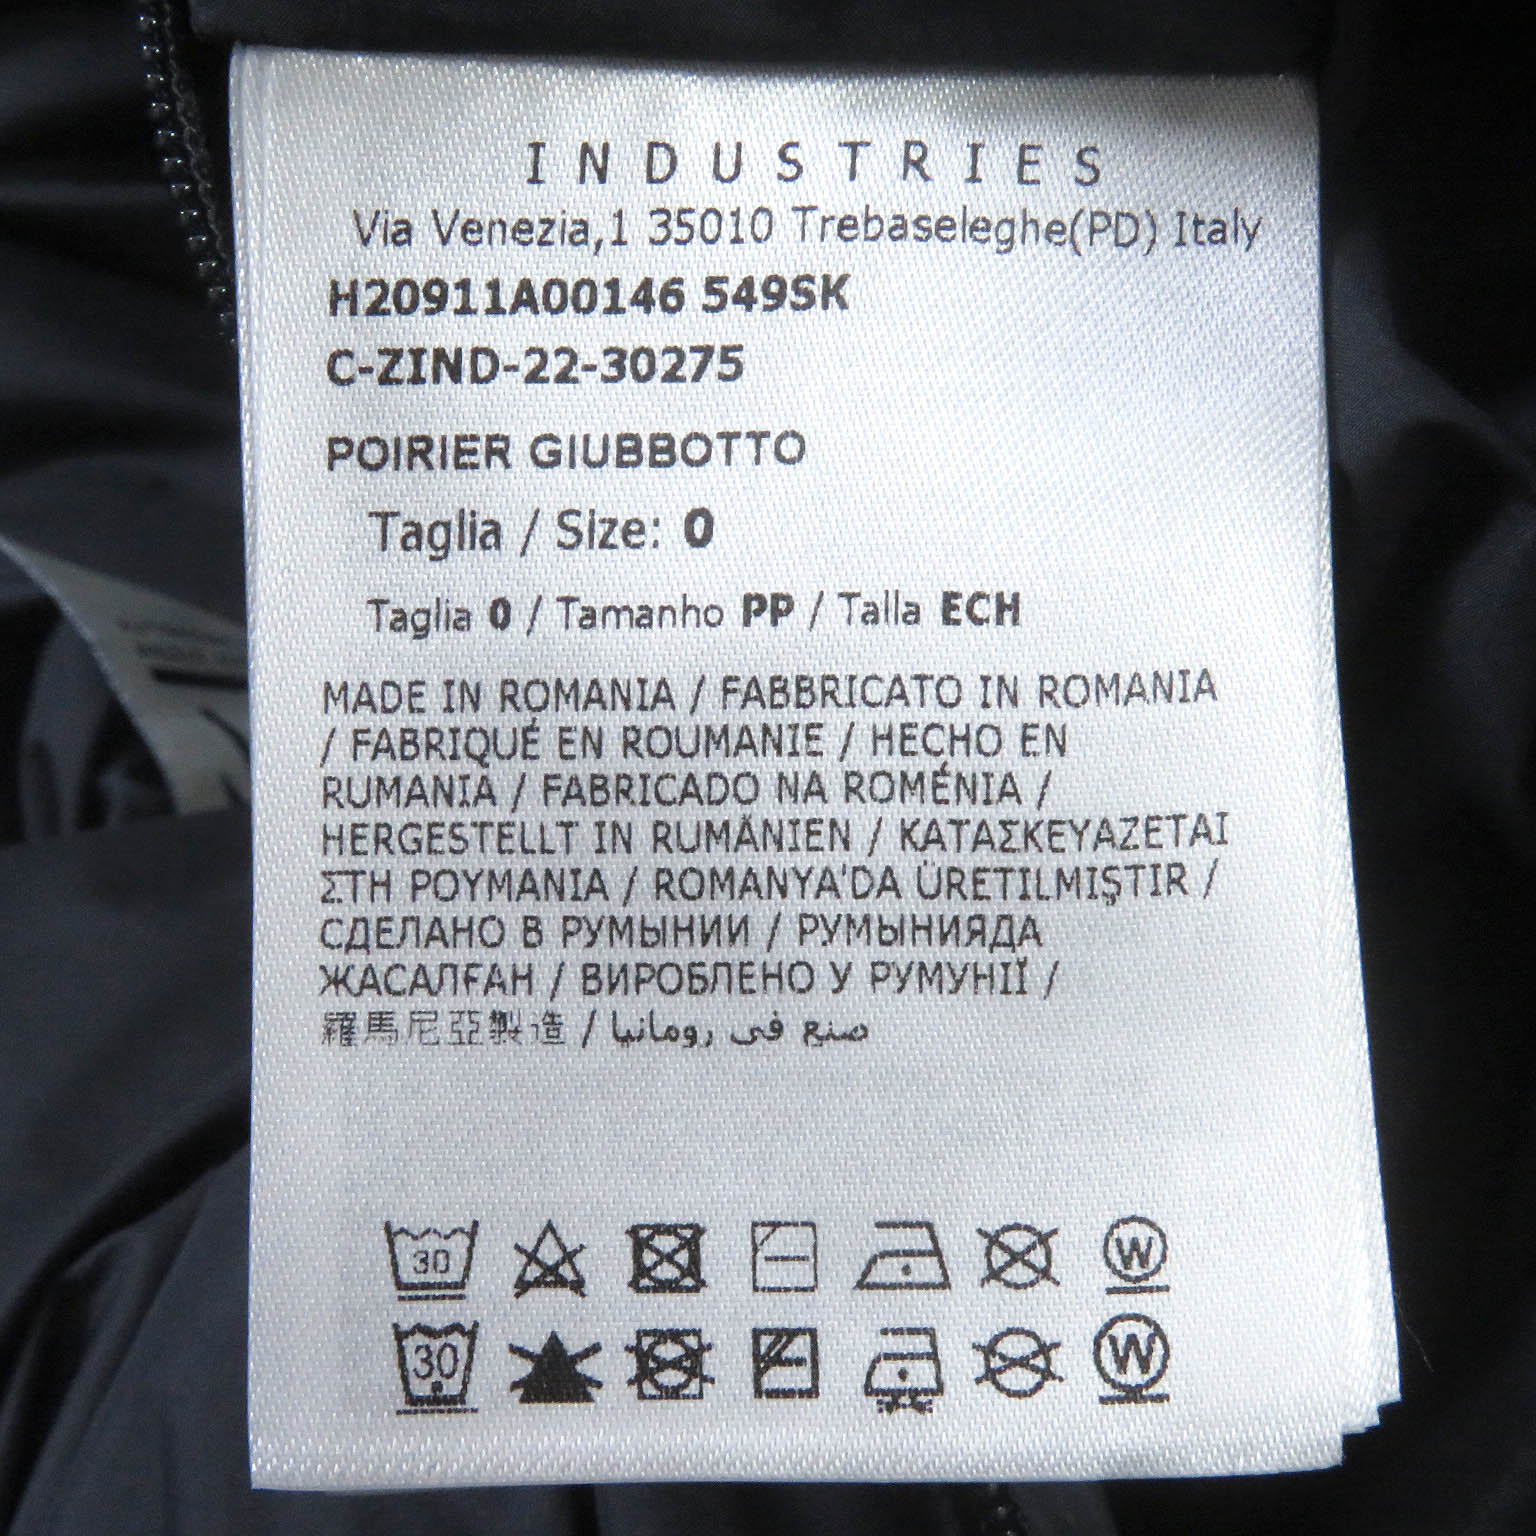 INDUSTRIES
Via Venezia,1 35010 Trebaseleghe(PD) Italy
H20911A00146 549SK
C-ZIND-22-30275
POIRIER GIUBBOTTO
Taglia / Size: 0
Taglia 0 / Tamanho PP / Talla ECH
MADE IN ROMANIA / FABBRICATO IN ROMANIA
/ FABRIQUÉ EN ROUMANIE / HECHO EN
RUMANIA / FABRICADO NA ROMÉNIA /
HERGESTELLT IN RUMÄNIEN / ΚΑΤΑΣΚΕΥΑΖΕΤΑΙ
ΣΤΗ ΡΟΥΜΑΝΙΑ / ROMANYA'DA ÜRETILMIŞTIR /
СДЕЛАНО В РУМЫНИИ / РУМЫНИЯДА
ЖАСАЛҒАН / ВИРОБЛЕНО У РУМУНІЇ /
羅馬尼亞製造 / صنع في رومانيا
30 W
30 W